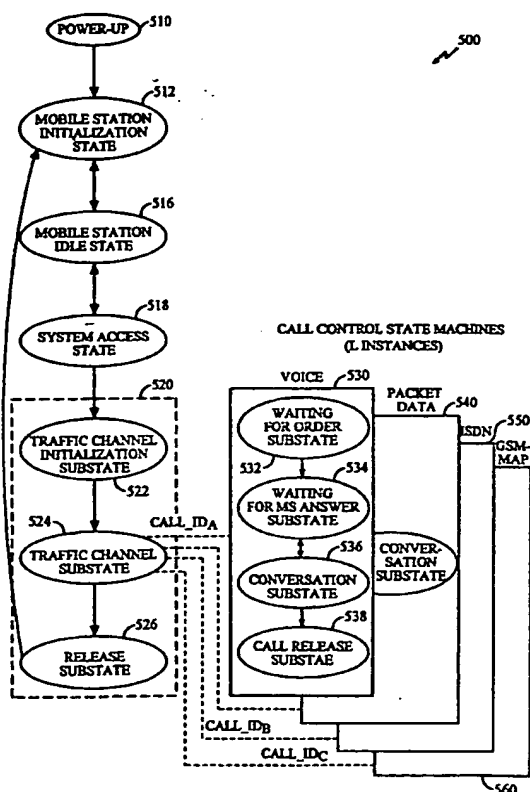 POWER-UP
510
500
512
MOBILE STATION
INITIALIZATION
STATE
516
MOBILE STATION
IDLE STATE
518
SYSTEM ACCESS
STATE
520
TRAFFIC CHANNEL
INITIALIZATION
SUBSTATE
522
524
TRAFFIC CHANNEL
SUBSTATE
526
RELEASE
SUBSTATE
CALL CONTROL STATE MACHINES
(L INSTANCES)
VOICE
530
WAITING
FOR ORDER
SUBSTATE
532
534
WAITING
FOR MS ANSWER
SUBSTATE
536
CONVERSATION
SUBSTATE
538
CALL RELEASE
SUBSTAE
PACKET
DATA
540
CONVER-
SATION
SUBSTATE
ISDN
550
GSM-
MAP
560
CALL_IDA
CALL_IDB
CALL_IDC